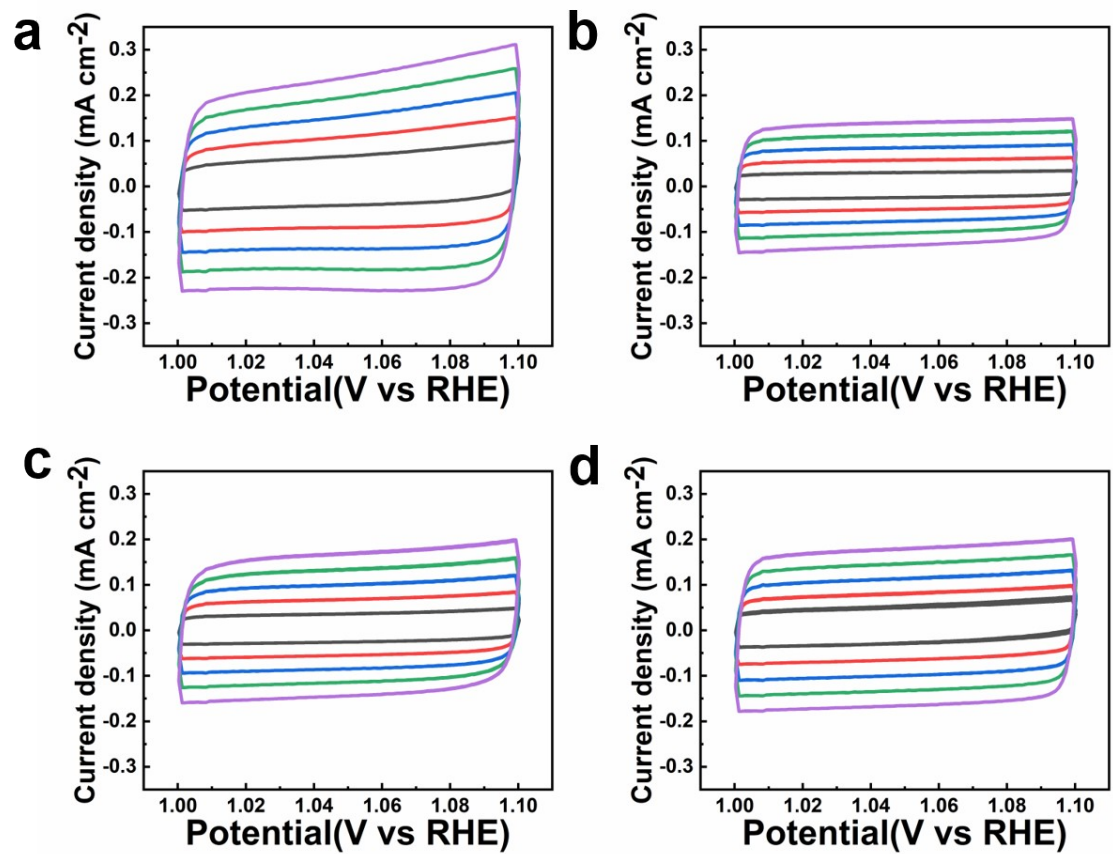 a
Current density (mA cm-2)
0.3
0.2
0.1
0.0
-0.1
-0.2
-0.3
1.00 1.02 1.04 1.06 1.08 1.10
Potential(V vs RHE)
b
Current density (mA cm-2)
0.3
0.2
0.1
0.0
-0.1
-0.2
-0.3
1.00 1.02 1.04 1.06 1.08 1.10
Potential(V vs RHE)
c
Current density (mA cm-2)
0.3
0.2
0.1
0.0
-0.1
-0.2
-0.3
1.00 1.02 1.04 1.06 1.08 1.10
Potential(V vs RHE)
d
Current density (mA cm-2)
0.3
0.2
0.1
0.0
-0.1
-0.2
-0.3
1.00 1.02 1.04 1.06 1.08 1.10
Potential(V vs RHE)